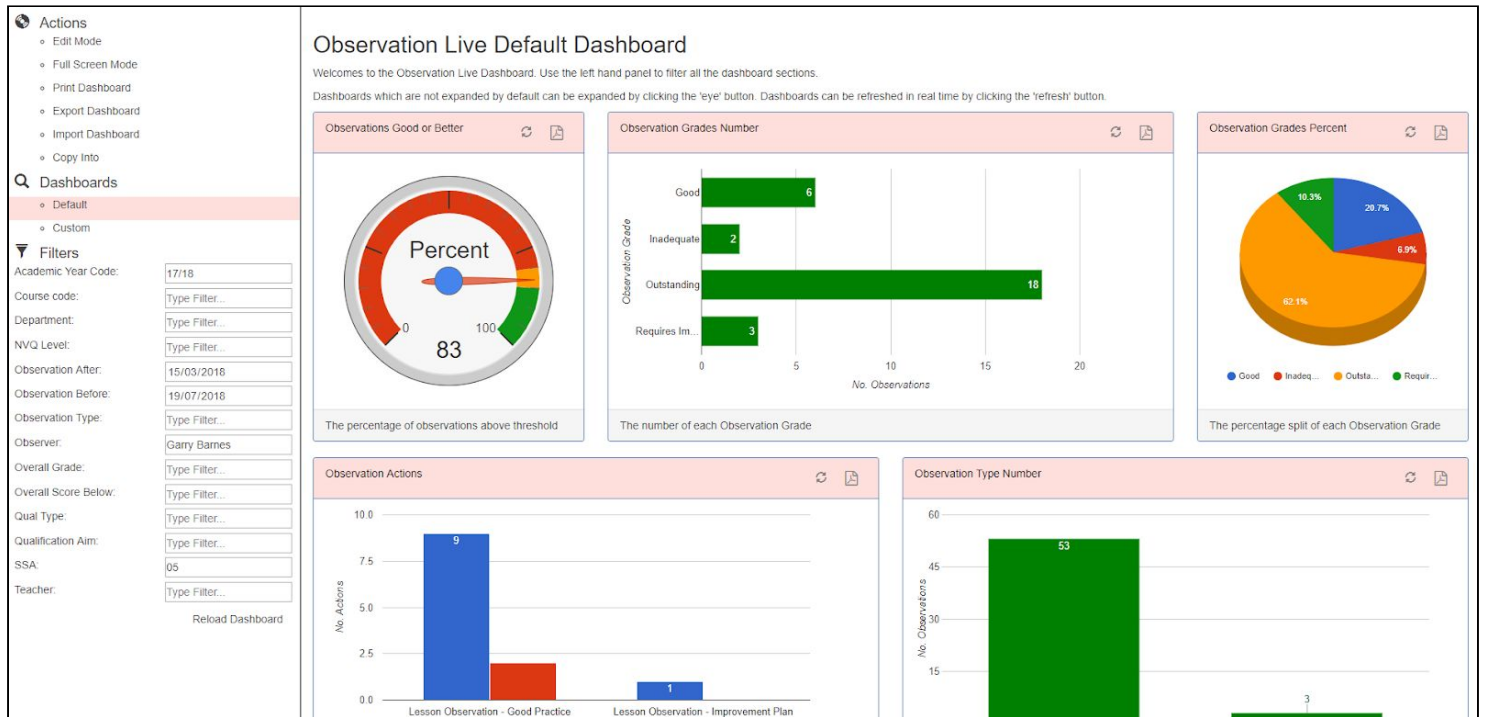 Actions
Edit Mode
Full Screen Mode
Print Dashboard
Export Dashboard
Import Dashboard
Copy Into
Dashboards
Default
Custom
Filters
Academic Year Code: 17/18
Course code: Type Filter...
Department: Type Filter...
NVQ Level: Type Filter...
Observation After: 15/03/2018
Observation Before: 19/07/2018
Observation Type: Type Filter...
Observer: Garry Barnes
Overall Grade: Type Filter...
Overall Score Below: Type Filter...
Qual Type: Type Filter...
Qualification Aim: Type Filter...
SSA: 05
Teacher: Type Filter...
Reload Dashboard
Observation Live Default Dashboard
Welcomes to the Observation Live Dashboard. Use the left hand panel to filter all the dashboard sections.
Dashboards which are not expanded by default can be expanded by clicking the 'eye' button. Dashboards can be refreshed in real time by clicking the 'refresh' button.
Observations Good or Better
Percent
0 100
83
The percentage of observations above threshold
Observation Grades Number
Observation Grade
Good 6
Inadequate 2
Outstanding 18
Requires Im... 3
0 5 10 15 20
No. Observations
The number of each Observation Grade
Observation Grades Percent
10.3%
20.7%
6.9%
62.1%
Good Inadeq... Outsta... Requir...
The percentage split of each Observation Grade
Observation Actions
No. Actions
10.0
7.5
5.0
2.5
0.0
9
1
Lesson Observation - Good Practice
Lesson Observation - Improvement Plan
Observation Type Number
No. Observations
60
45
30
15
53
3